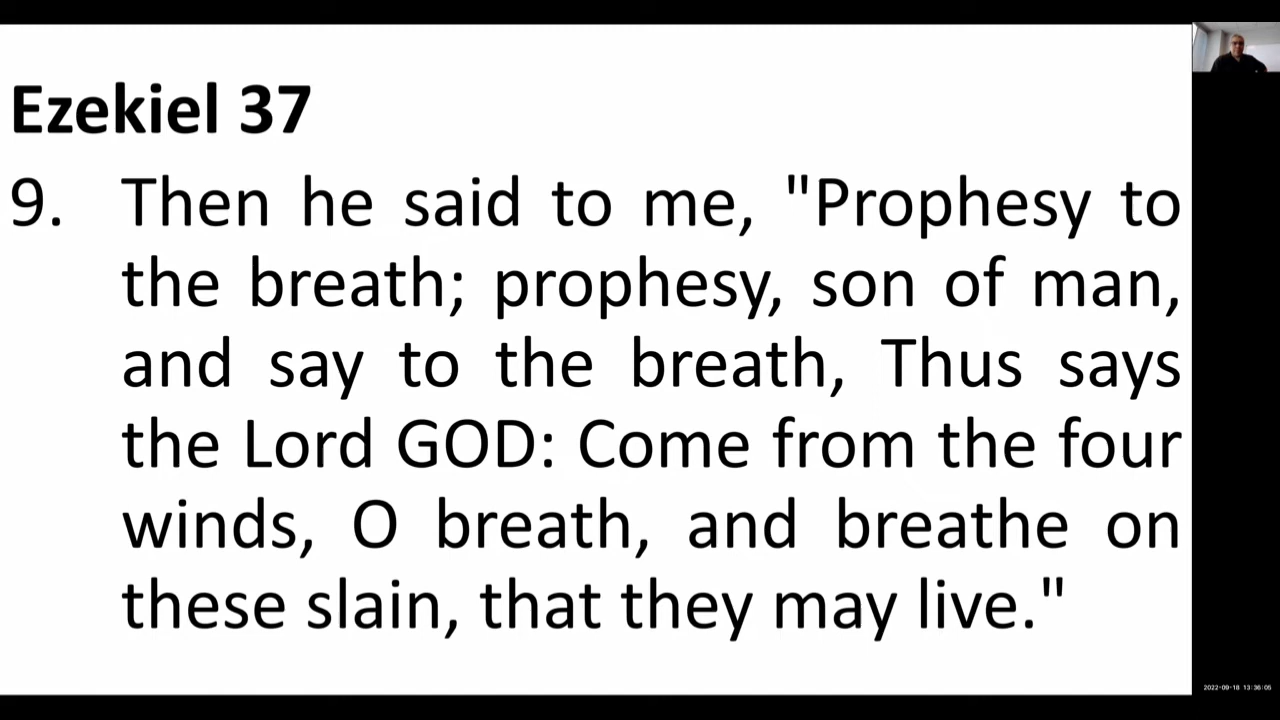 Ezekiel 37
9. Then he said to me, "Prophesy to
the breath; prophesy, son of man,
and say to the breath, Thus says
the Lord GOD: Come from the four
winds, O breath, and breathe on
these slain, that they may live."
2022-09-18 13:36:05